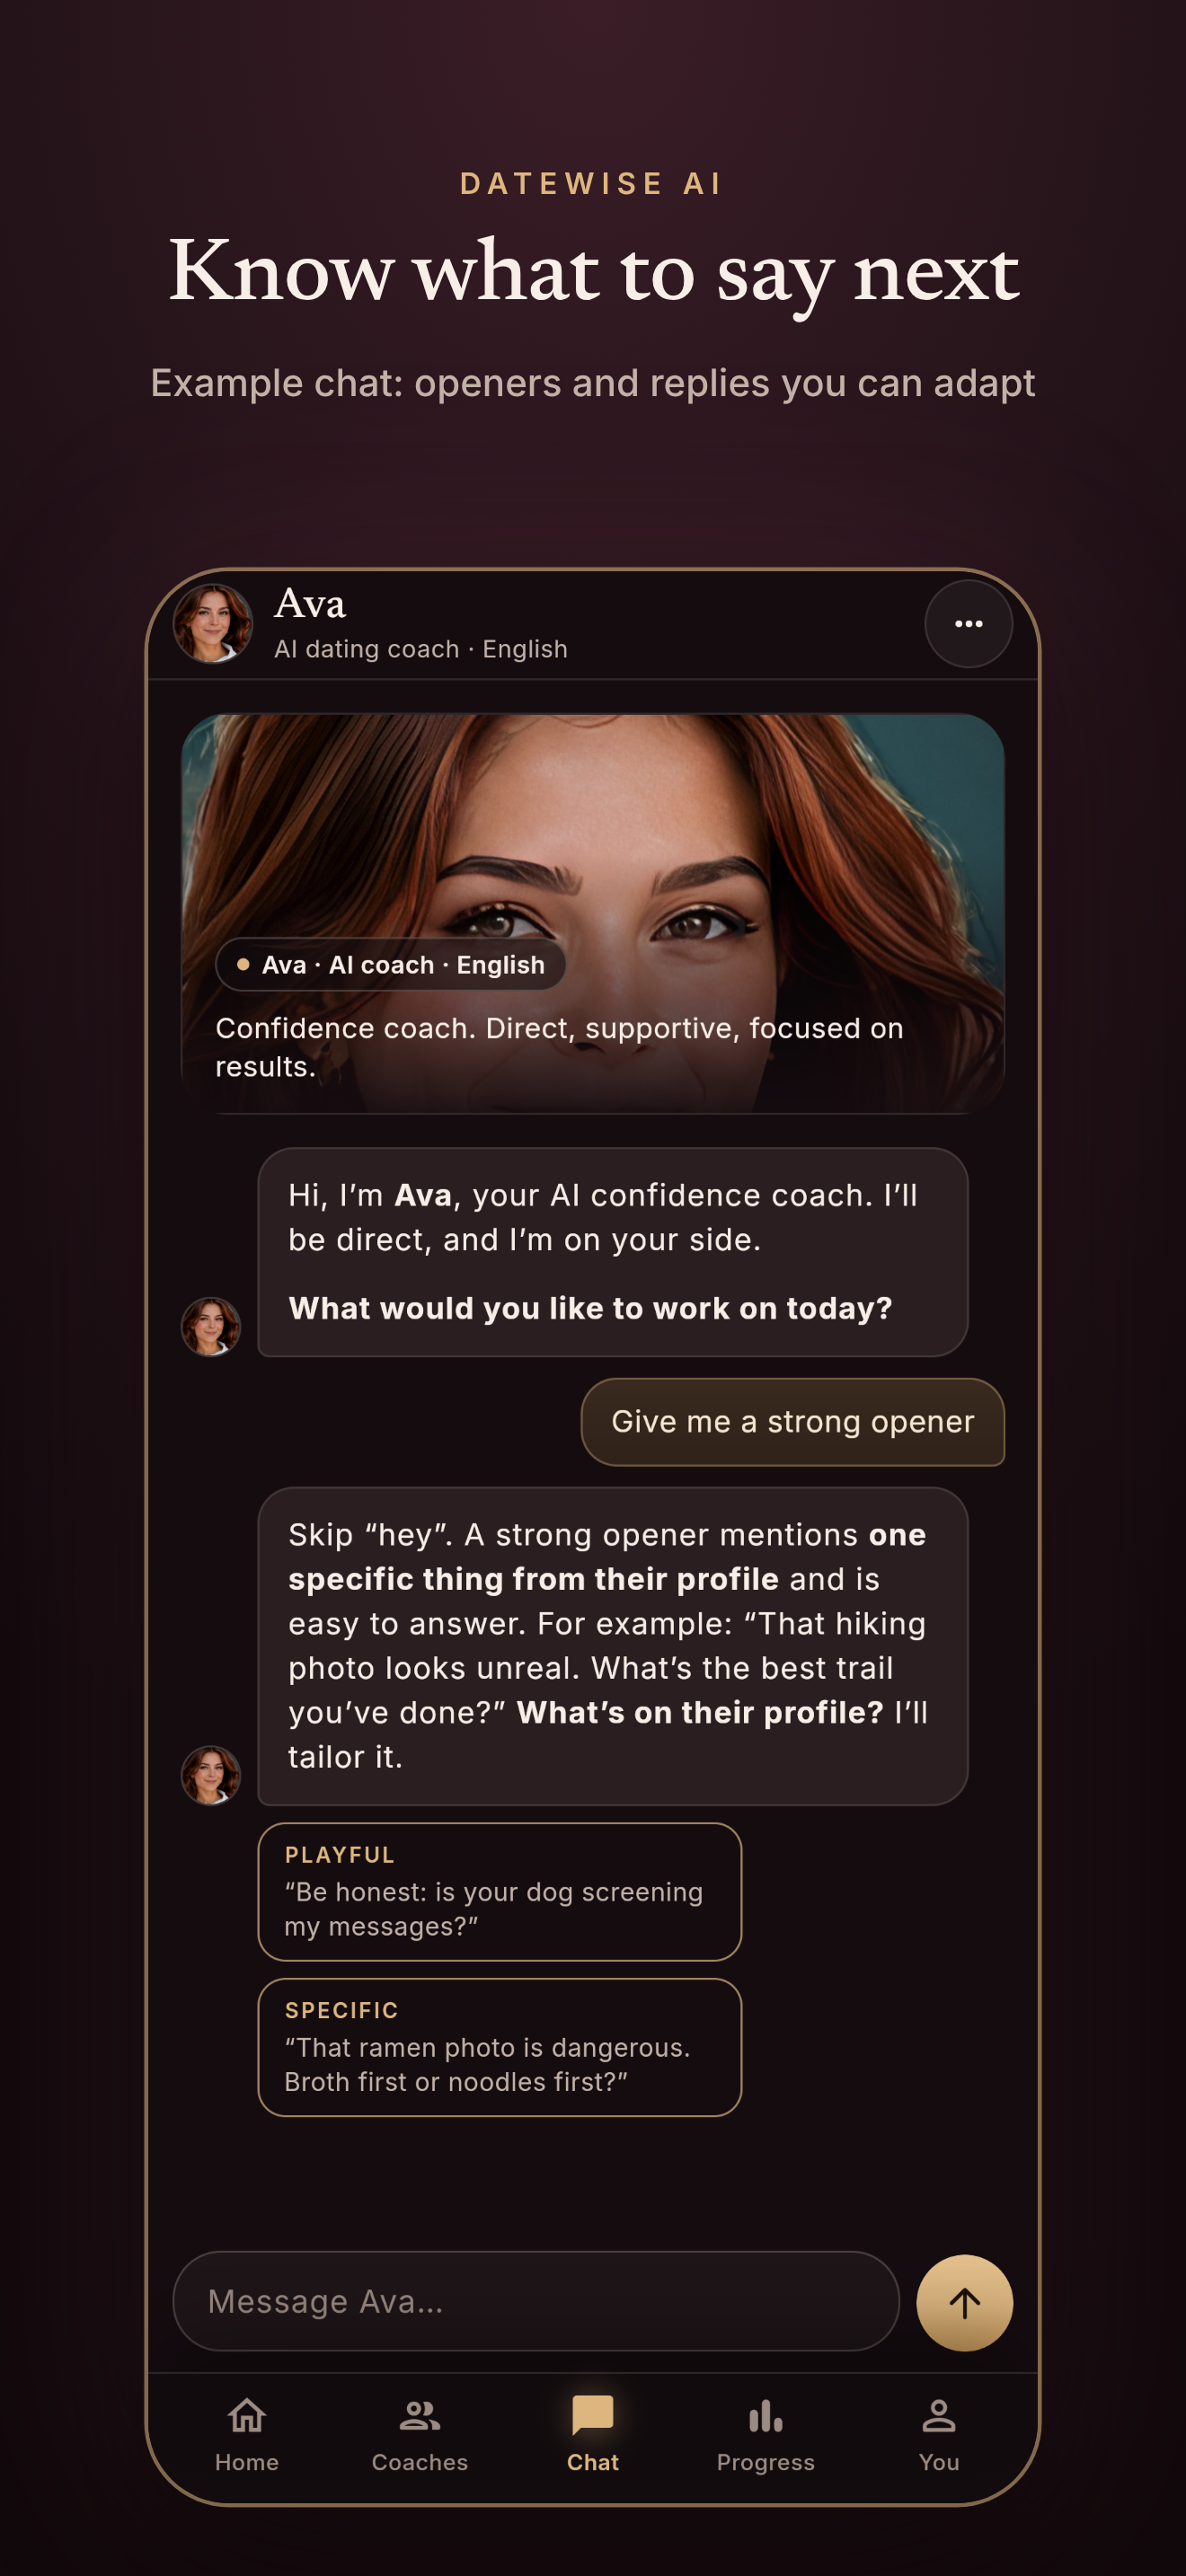 DATEWISE AI
Know what to say next
Example chat: openers and replies you can adapt
Ava
AI dating coach · English
Ava · AI coach · English
Confidence coach. Direct, supportive, focused on
results.
Hi, I’m Ava, your AI confidence coach. I’ll
be direct, and I’m on your side.
What would you like to work on today?
Give me a strong opener
Skip “hey”. A strong opener mentions one
specific thing from their profile and is
easy to answer. For example: “That hiking
photo looks unreal. What’s the best trail
you’ve done?” What’s on their profile? I’ll
tailor it.
PLAYFUL
“Be honest: is your dog screening
my messages?”
SPECIFIC
“That ramen photo is dangerous.
Broth first or noodles first?”
Message Ava...
Home
Coaches
Chat
Progress
You